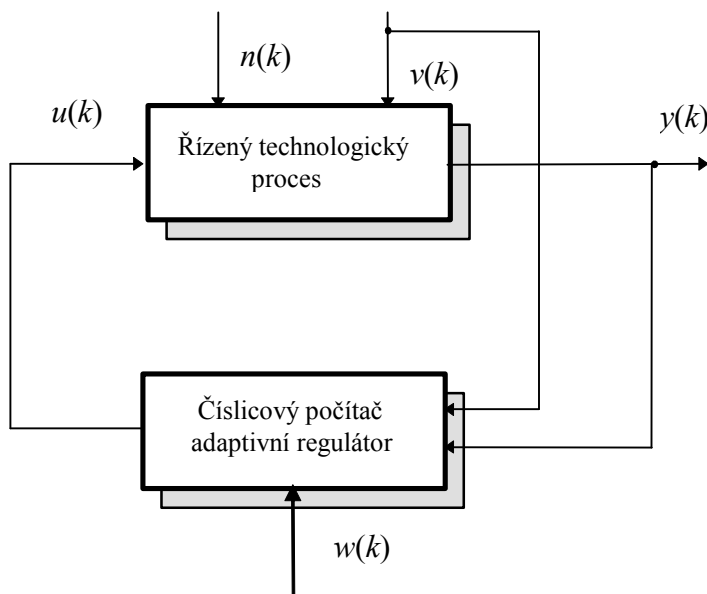 n(k)
v(k)
u(k)
y(k)
Řízený technologický
proces
Číslicový počítač
adaptivní regulátor
w(k)